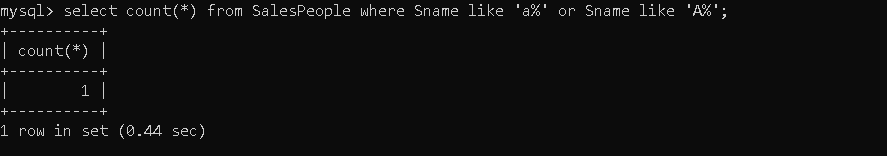 mysql> select count(*) from SalesPeople where Sname like 'a%' or Sname like 'A%';
+----------+
| count(*) |
+----------+
|        1 |
+----------+
1 row in set (0.44 sec)